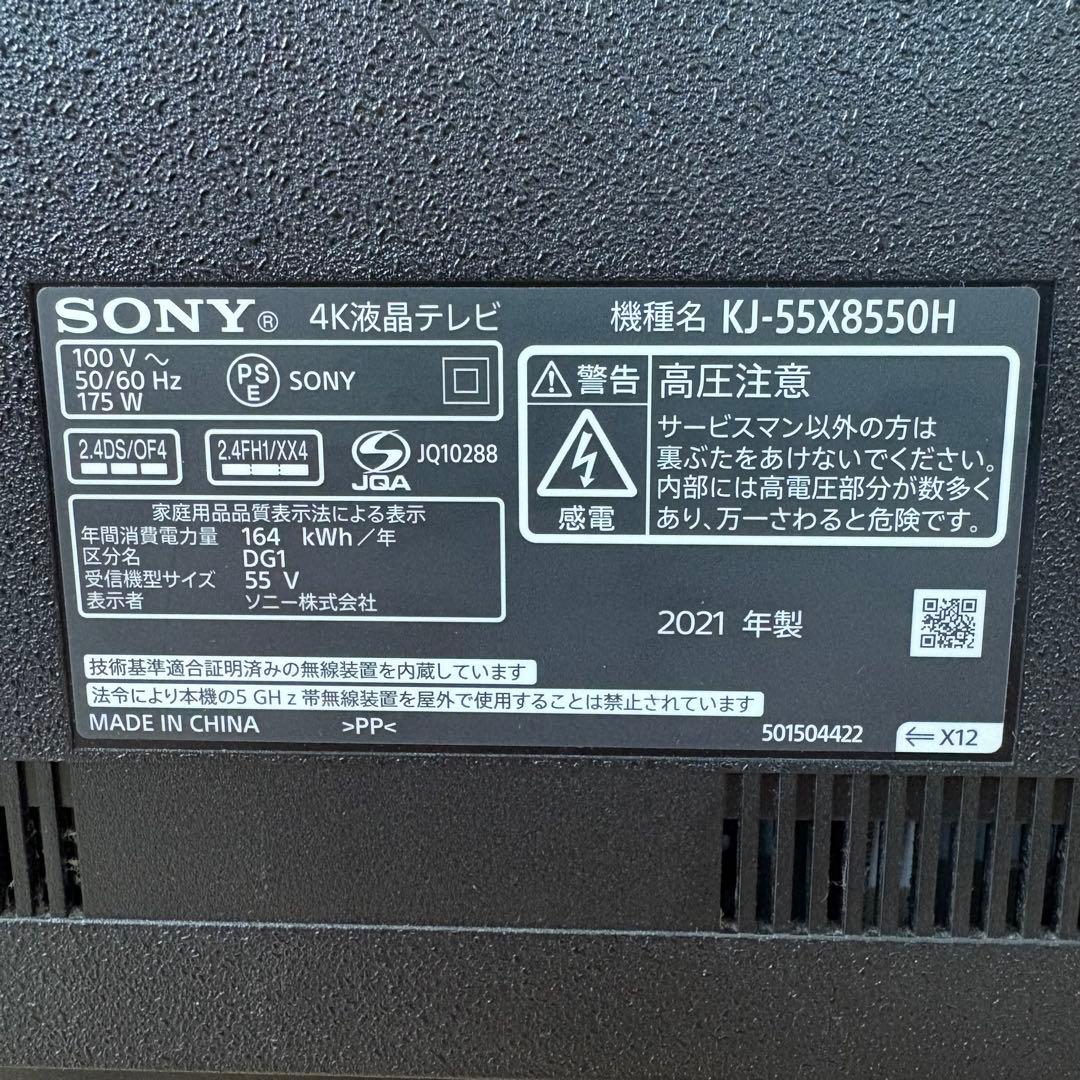 SONY® 4K液晶テレビ 機種名 KJ-55X8550H
100 V ～
50/60 Hz
175 W
PSE SONY
2.4DS/OF4 2.4FH1/XX4 JQA JQ10288
家庭用品品質表示法による表示
年間消費電力量 164 kWh／年
区分名 DG1
受信機型サイズ 55 V
表示者 ソニー株式会社
警告 高圧注意
感電
サービスマン以外の方は
裏ぶたをあけないでください。
内部には高電圧部分が数多く
あり、万一さわると危険です。
2021 年製
技術基準適合証明済みの無線装置を内蔵しています
法令により本機の5 GHz帯無線装置を屋外で使用することは禁止されています
MADE IN CHINA >PP< 501504422 ⇐ X12